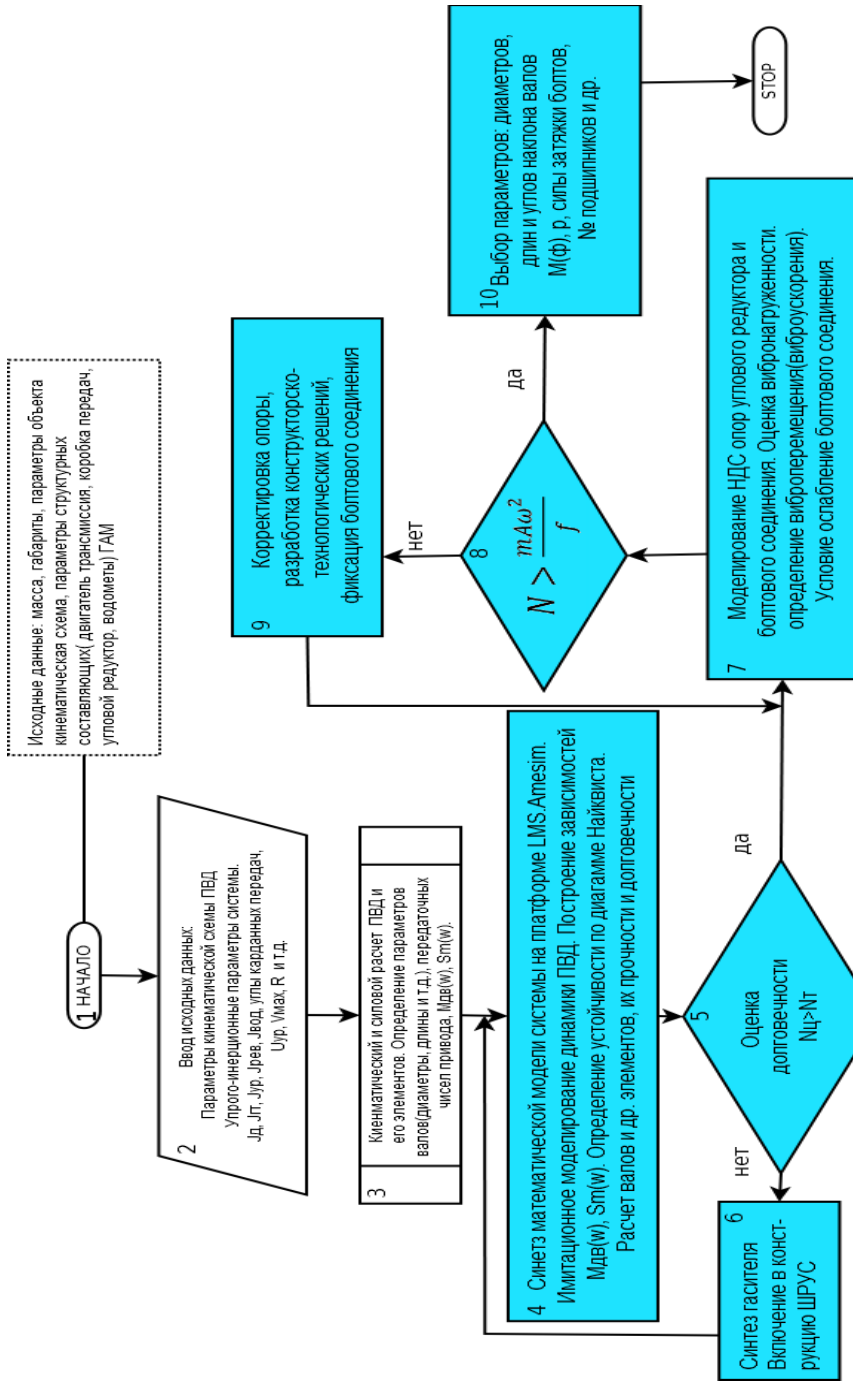 1 НАЧАЛО
Исходные данные: масса, габариты, параметры объекта
кинематическая схема, параметры структурных
составляющих( двигатель трансмиссия, коробка передач,
угловой редуктор, водометы) ГАМ
2
Ввод исходных данных:
Параметры кинематической схемы ПВД
Упрого-инерционные параметры системы.
Jд, Jт, Jур, Jрев, Jвод, углы карданных передач,
Uур, Vмах, R и т.д.
3
Киенматический и силовой расчет ПВД и
его элементов. Определение параметров
валов(диаметры, длины и т.д.), передаточных
чисел привода, Мдв(w), Sm(w).
4 Синетз математической модели системы на платформе LMS.Amesim.
Имитационное моделирование динамики ПВД. Построение зависимостей
Мдв(w), Sm(w). Определение устойчивости по диагамме Найквиста.
Расчет валов и др. элементов, их прочности и долговечности
5
Оценка
долговечности
Nц>Nт
нет
да
6
Синтез гасителя
Включение в конст-
рукцию ШРУС
7
Моделирование НДС опор углового редуктора и
болтового соединения. Оценка вибронагруженности.
определение виброперемещения(виброускорения).
Условие ослабление болтового соединения.
8
N > mAω²/f
нет
да
9
Корректировка опоры,
разработка конструкторско-
технологических решений,
фиксация болтового соединения
10 Выбор параметров: диаметров,
длин и углов наклона валов
М(ф), р, силы затяжки болтов,
№ подшипников и др.
STOP